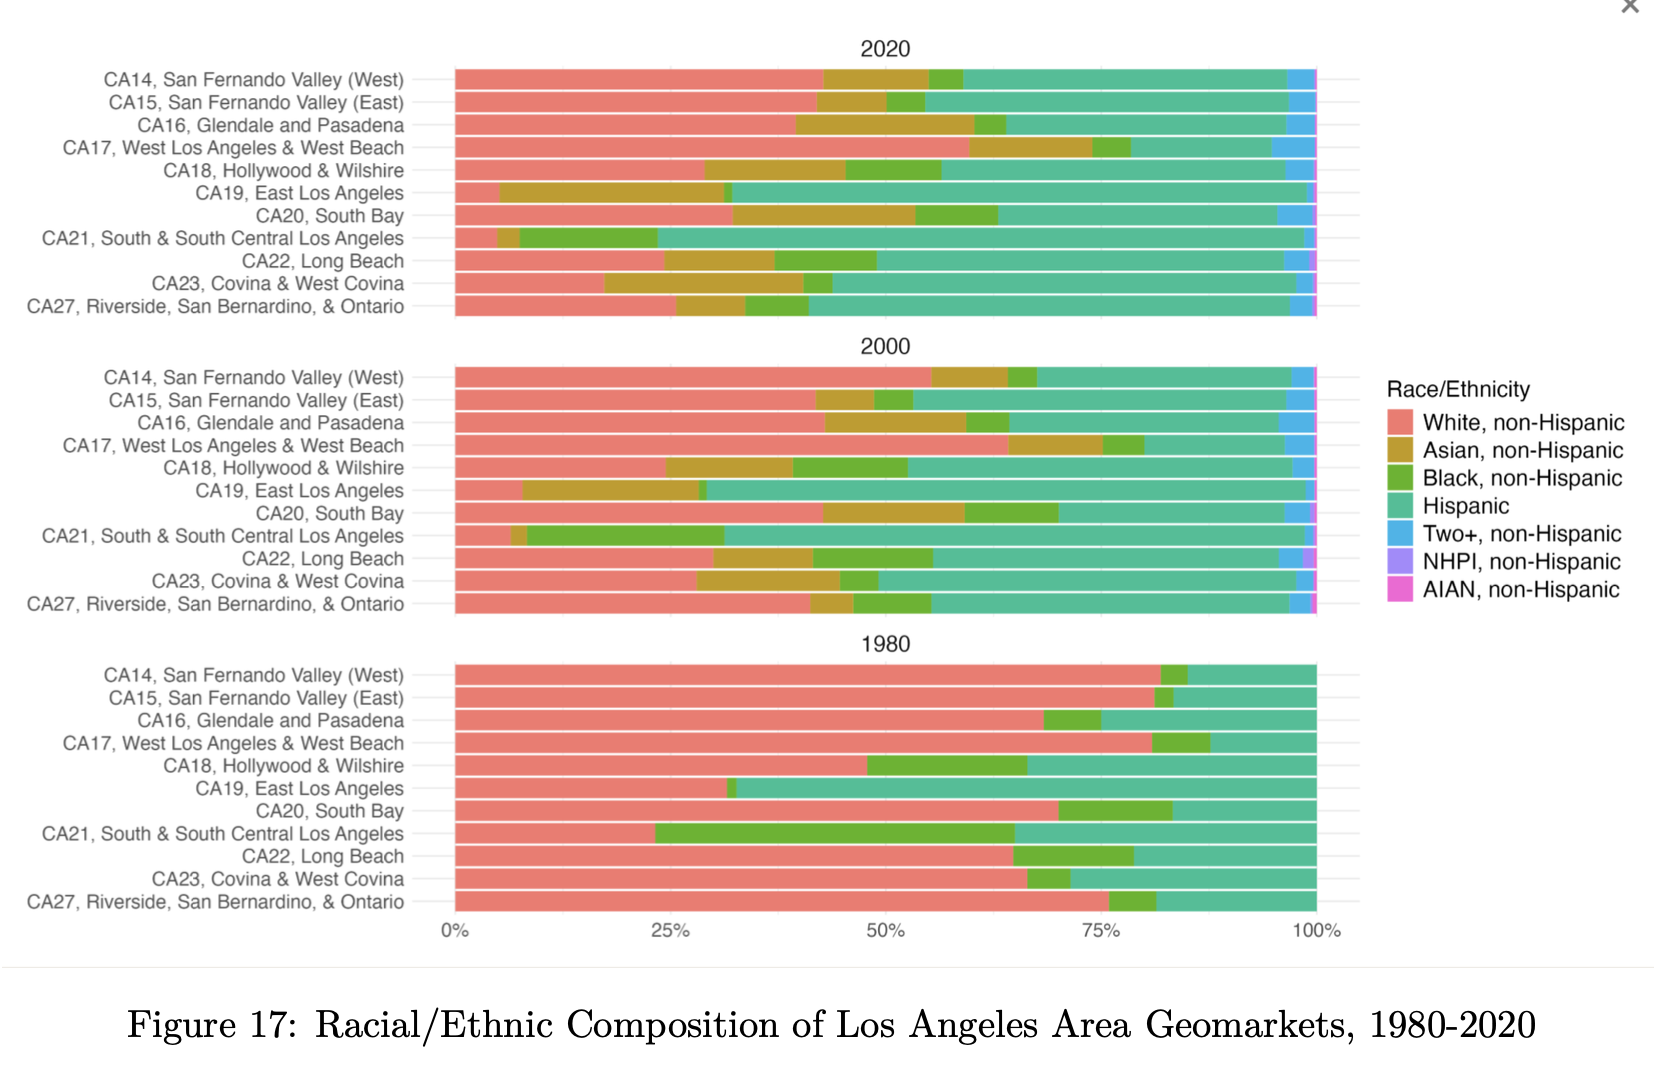 2020
CA14, San Fernando Valley (West)
CA15, San Fernando Valley (East)
CA16, Glendale and Pasadena
CA17, West Los Angeles & West Beach
CA18, Hollywood & Wilshire
CA19, East Los Angeles
CA20, South Bay
CA21, South & South Central Los Angeles
CA22, Long Beach
CA23, Covina & West Covina
CA27, Riverside, San Bernardino, & Ontario
2000
CA14, San Fernando Valley (West)
CA15, San Fernando Valley (East)
CA16, Glendale and Pasadena
CA17, West Los Angeles & West Beach
CA18, Hollywood & Wilshire
CA19, East Los Angeles
CA20, South Bay
CA21, South & South Central Los Angeles
CA22, Long Beach
CA23, Covina & West Covina
CA27, Riverside, San Bernardino, & Ontario
Race/Ethnicity
White, non-Hispanic
Asian, non-Hispanic
Black, non-Hispanic
Hispanic
Two+, non-Hispanic
NHPI, non-Hispanic
AIAN, non-Hispanic
1980
CA14, San Fernando Valley (West)
CA15, San Fernando Valley (East)
CA16, Glendale and Pasadena
CA17, West Los Angeles & West Beach
CA18, Hollywood & Wilshire
CA19, East Los Angeles
CA20, South Bay
CA21, South & South Central Los Angeles
CA22, Long Beach
CA23, Covina & West Covina
CA27, Riverside, San Bernardino, & Ontario
0% 25% 50% 75% 100%
Figure 17: Racial/Ethnic Composition of Los Angeles Area Geomarkets, 1980-2020